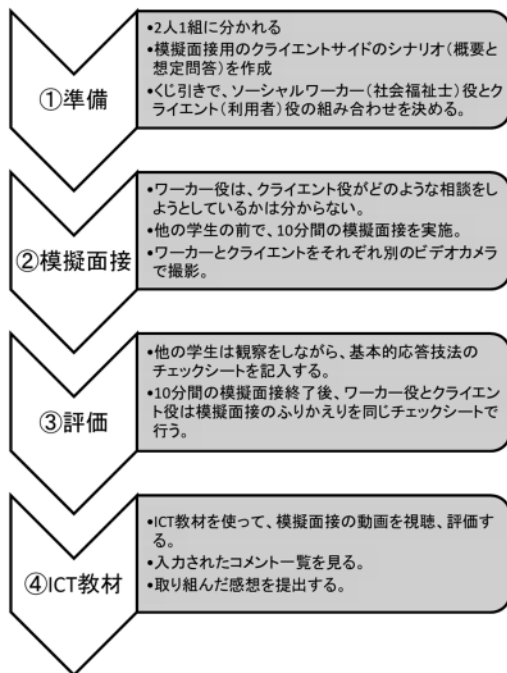 ①準備
•2人1組に分かれる
•模擬面接用のクライエントサイドのシナリオ(概要と
想定問答)を作成
•くじ引きで、ソーシャルワーカー(社会福祉士)役とク
ライエント(利用者)役の組み合わせを決める。
②模擬面接
•ワーカー役は、クライエント役がどのような相談をし
ようとしているかは分からない。
•他の学生の前で、10分間の模擬面接を実施。
•ワーカーとクライエントをそれぞれ別のビデオカメラ
で撮影。
③評価
•他の学生は観察をしながら、基本的応答技法の
チェックシートを記入する。
•10分間の模擬面接終了後、ワーカー役とクライエン
ト役は模擬面接のふりかえりを同じチェックシートで
行う。
④ICT教材
•ICT教材を使って、模擬面接の動画を視聴、評価す
る。
•入力されたコメント一覧を見る。
•取り組んだ感想を提出する。